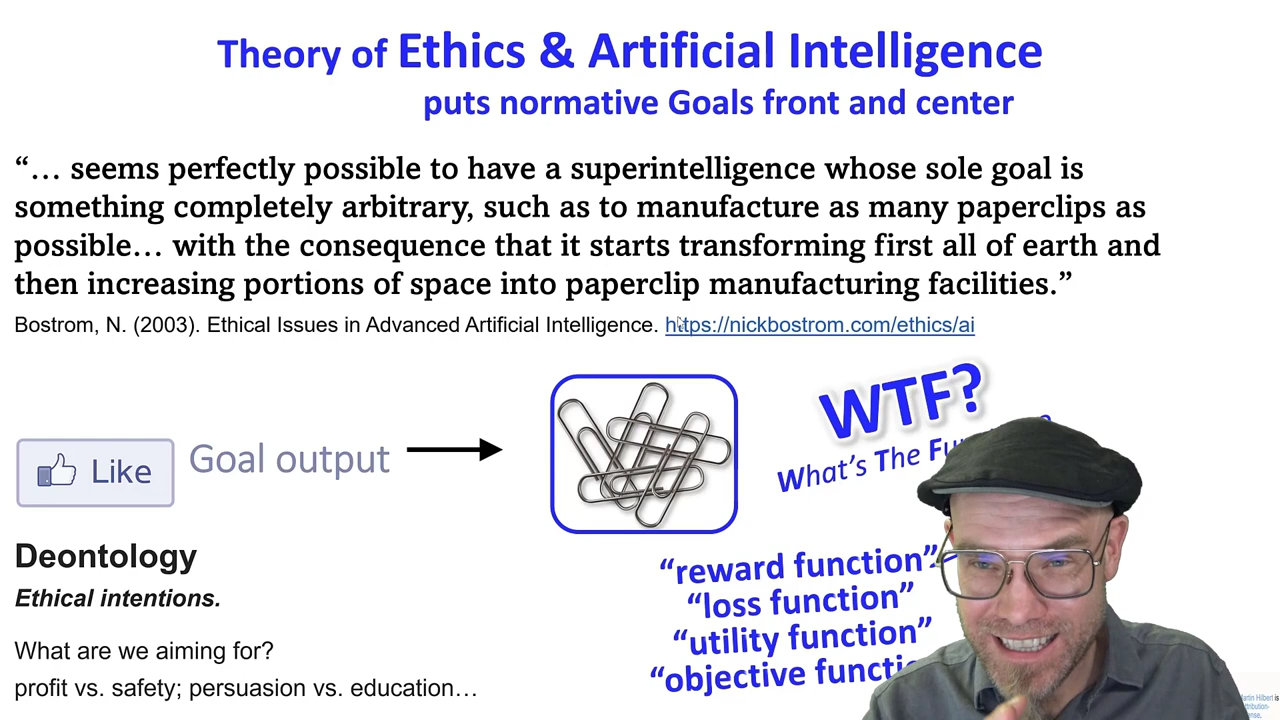 Theory of Ethics & Artificial Intelligence
puts normative Goals front and center
“… seems perfectly possible to have a superintelligence whose sole goal is
something completely arbitrary, such as to manufacture as many paperclips as
possible… with the consequence that it starts transforming first all of earth and
then increasing portions of space into paperclip manufacturing facilities.”
Bostrom, N. (2003). Ethical Issues in Advanced Artificial Intelligence. https://nickbostrom.com/ethics/ai
WTF?
What’s The
Like
Goal output
Deontology
Ethical intentions.
What are we aiming for?
profit vs. safety; persuasion vs. education…
“reward function”
“loss function”
“utility function”
“objective